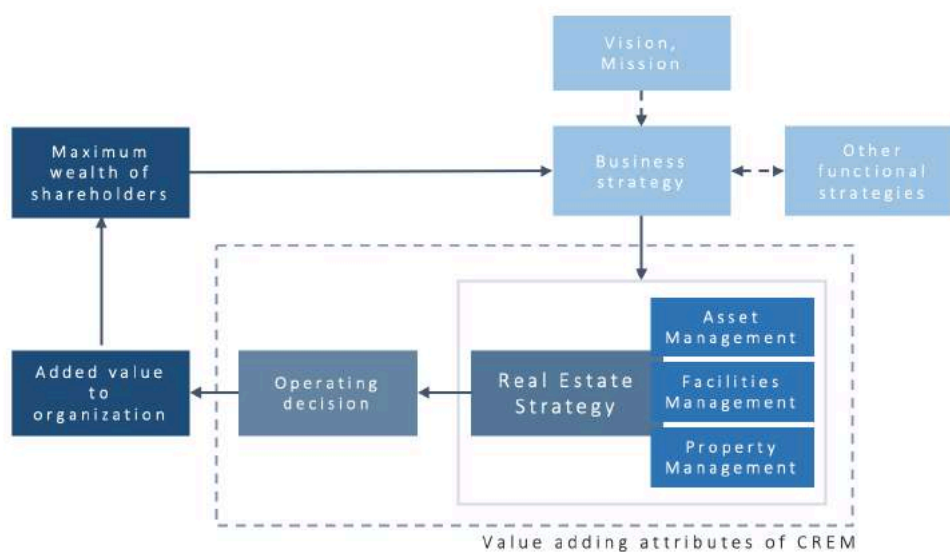 Vision,
Mission
Maximum
wealth of
shareholders
Business
strategy
Other
functional
strategies
Asset
Management
Added value
to
organization
Operating
decision
Real Estate
Strategy
Facilities
Management
Property
Management
Value adding attributes of CREM